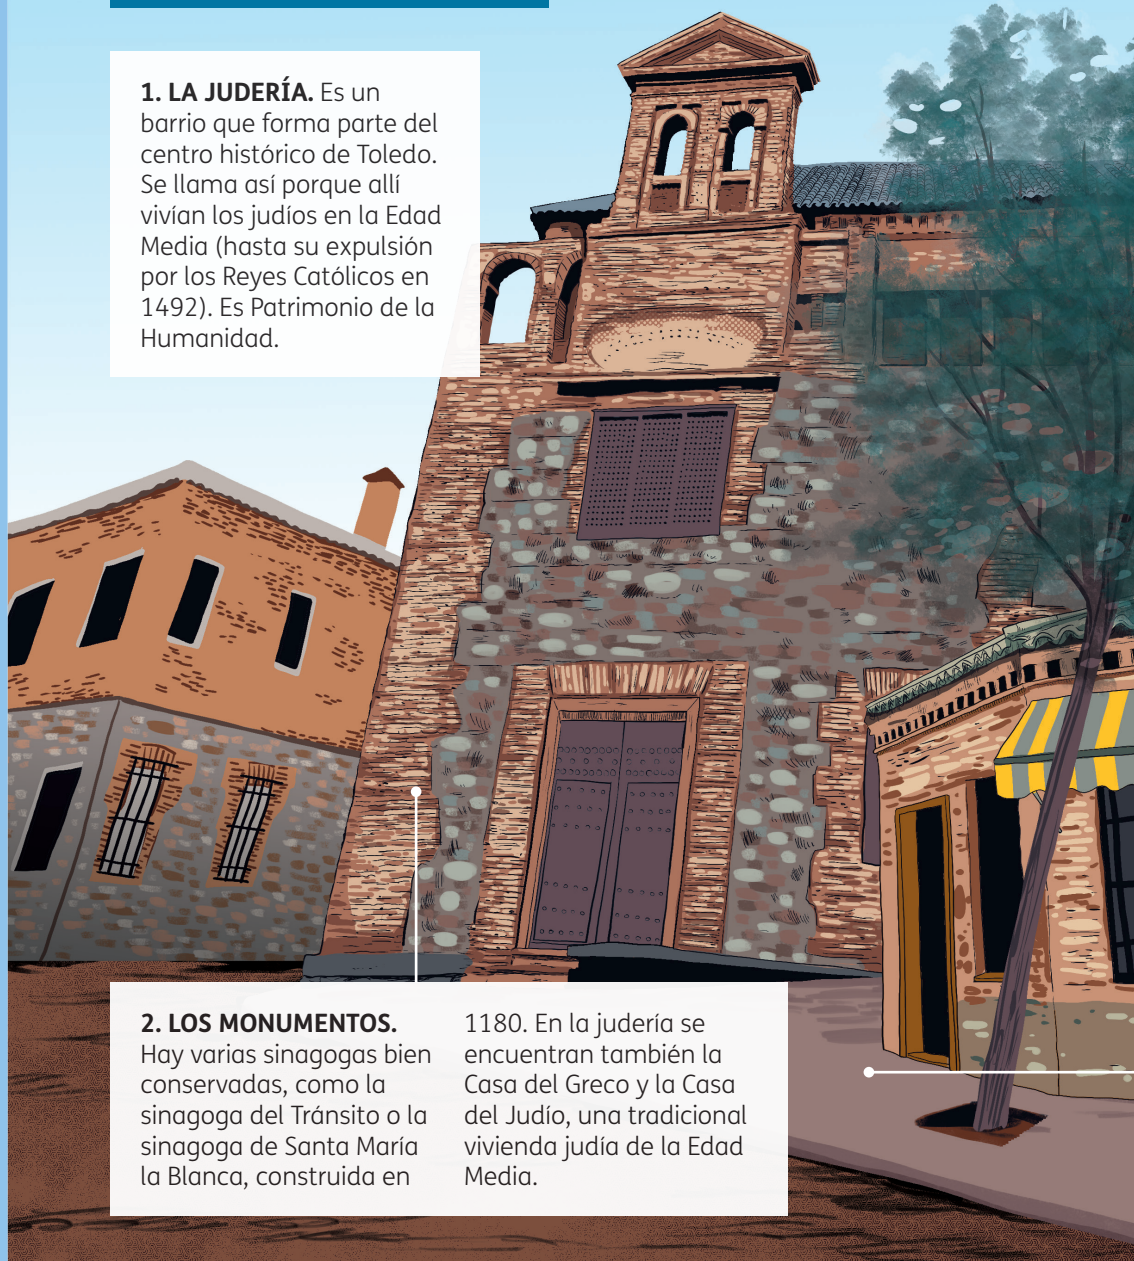 1. LA JUDERÍA. Es un
barrio que forma parte del
centro histórico de Toledo.
Se llama así porque allí
vivían los judíos en la Edad
Media (hasta su expulsión
por los Reyes Católicos en
1492). Es Patrimonio de la
Humanidad.
2. LOS MONUMENTOS.
Hay varias sinagogas bien
conservadas, como la
sinagoga del Tránsito o la
sinagoga de Santa María
la Blanca, construida en
1180. En la judería se
encuentran también la
Casa del Greco y la Casa
del Judío, una tradicional
vivienda judía de la Edad
Media.